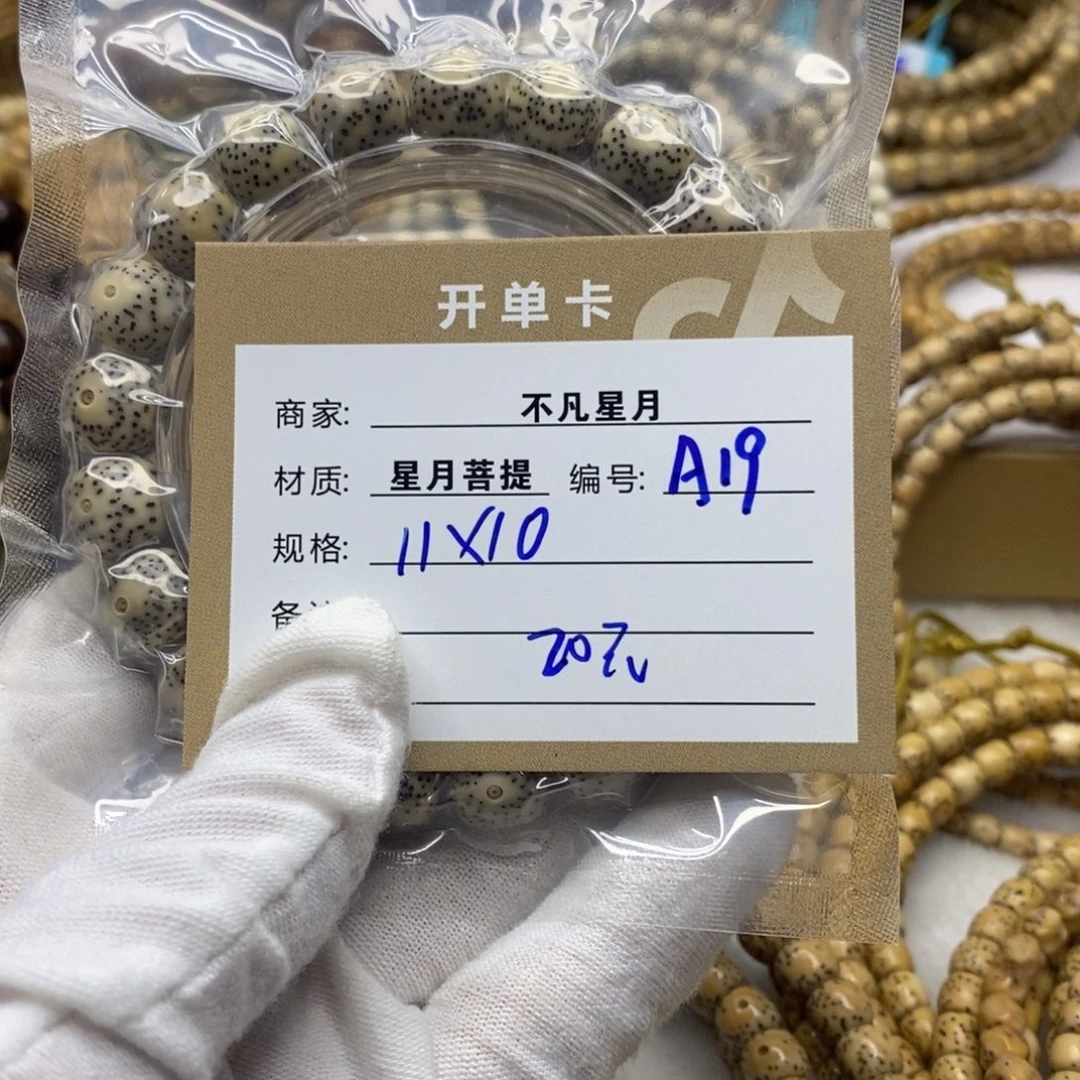 开单卡
商家: 不凡星月
材质: 星月菩提 编号: A19
规格: 11X10
备
20